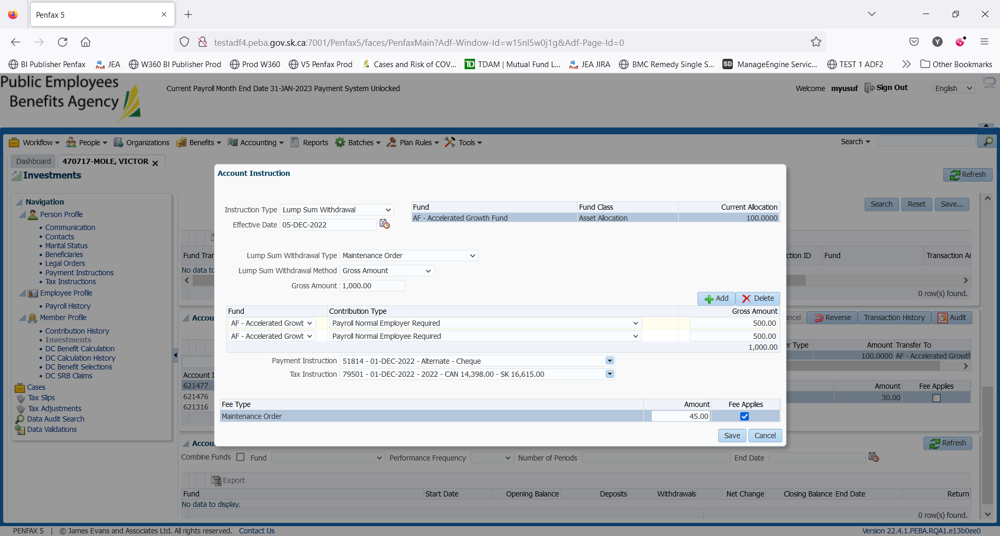 Penfax 5
testadf4.peba.gov.sk.ca:7001/Penfax5/faces/PenfaxMain?Adf-Window-Id=w15nl5w0j1g&Adf-Page-Id=0
Y
BI Publisher Penfax JEA W360 BI Publisher Prod Prod W360 V5 Penfax Prod Cases and Risk of COV... TDAM | Mutual Fund L... JEA JIRA BMC Remedy Single S... SD ManageEngine Servic... TEST 1 ADF2 Other Bookmarks
Public Employees
Benefits Agency
Current Payroll Month End Date 31-JAN-2023 Payment System Unlocked
Welcome myusuf Sign Out English
Workflow People Organizations Benefits Accounting Reports Batches Plan Rules Tools Search
Dashboard 470717-MOLE, VICTOR
Investments Refresh
Navigation
Person Profile
Communication
Contacts
Marital Status
Beneficiaries
Legal Orders
Payment Instructions
Tax Instructions
Employee Profile
Payroll History
Member Profile
Contribution History
Investments
DC Benefit Calculation
DC Calculation History
DC Benefit Selections
DC SRB Claims
Cases
Tax Slips
Tax Adjustments
Data Audit Search
Data Validations
Search Reset Save...
Fund Tran
ction ID Fund Transaction Am
No data to
0 row(s) found.
Accou
ncel Reverse Transaction History Audit
er Type Amount Transfer To
100.0000 AF - Accelerated Growth
Account I
621477
621476
621316
Amount Fee Applies
30.00
Account Instruction
Instruction Type Lump Sum Withdrawal
Effective Date 05-DEC-2022
Fund Fund Class Current Allocation
AF - Accelerated Growth Fund Asset Allocation 100.0000
Lump Sum Withdrawal Type Maintenance Order
Lump Sum Withdrawal Method Gross Amount
Gross Amount 1,000.00
Add Delete
Fund Contribution Type Gross Amount
AF - Accelerated Growt Payroll Normal Employer Required 500.00
AF - Accelerated Growt Payroll Normal Employee Required 500.00
1,000.00
Payment Instruction 51814 - 01-DEC-2022 - Alternate - Cheque
Tax Instruction 79501 - 01-DEC-2022 - 2022 - CAN 14,398.00 - SK 16,615.00
Fee Type Amount Fee Applies
Maintenance Order 45.00
Save Cancel
Accou
Refresh
Combine Funds Fund Performance Frequency Number of Periods End Date
Export
Fund Start Date Opening Balance Deposits Withdrawals Net Change Closing Balance End Date Return
No data to display.
0 row(s) found.
PENFAX 5 | © James Evans and Associates Ltd. All rights reserved. Contact Us
Version 22.4.1.PEBA.RQA1.e13b0ee0